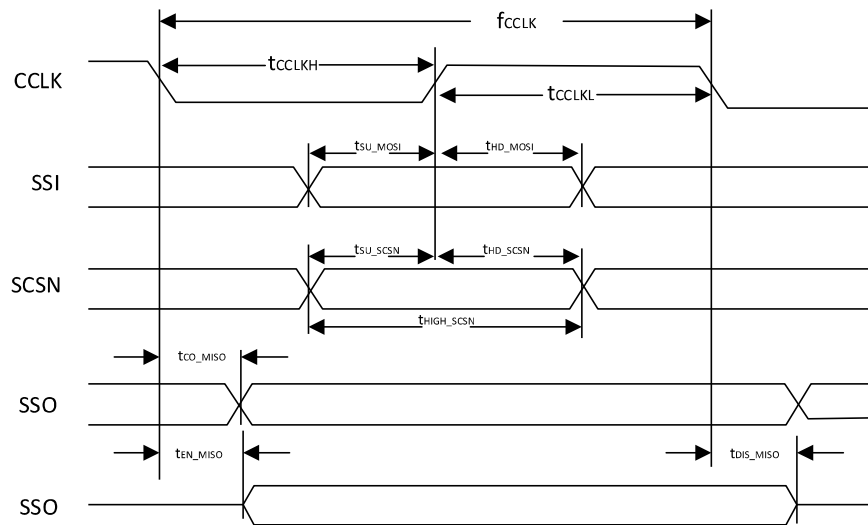 fCCLK
tCCLKH
CCLK
tCCLKL
tSU_MOSI
tHD_MOSI
SSI
tSU_SCSN
tHD_SCSN
SCSN
tHIGH_SCSN
tCO_MISO
SSO
tEN_MISO
tDIS_MISO
SSO